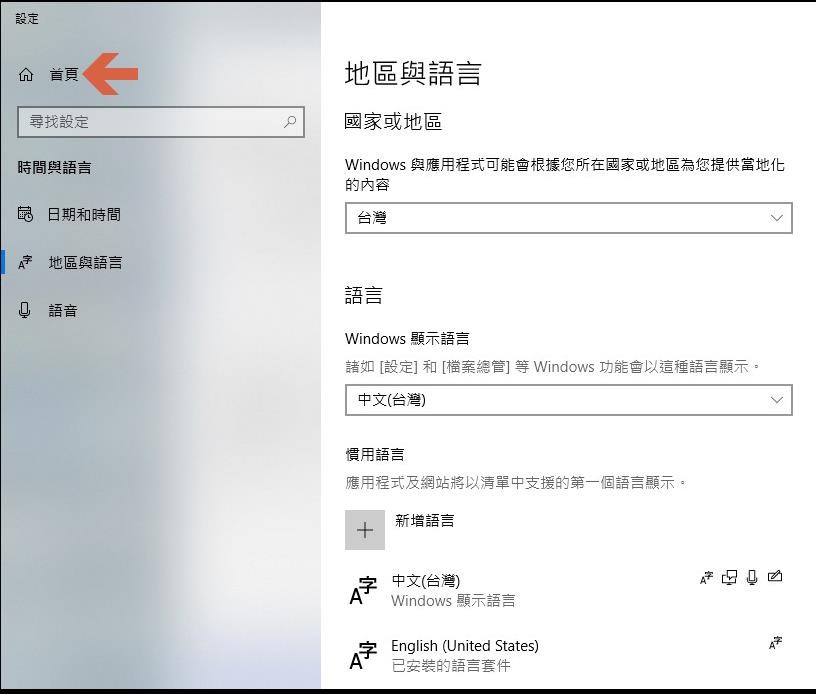 設定
首頁
尋找設定
時間與語言
日期和時間
地區與語言
語音
地區與語言
國家或地區
Windows 與應用程式可能會根據您所在國家或地區為您提供當地化
的內容
台灣
語言
Windows 顯示語言
諸如 [設定] 和 [檔案總管] 等 Windows 功能會以這種語言顯示。
中文(台灣)
慣用語言
應用程式及網站將以清單中支援的第一個語言顯示。
新增語言
中文(台灣)
Windows 顯示語言
English (United States)
已安裝的語言套件